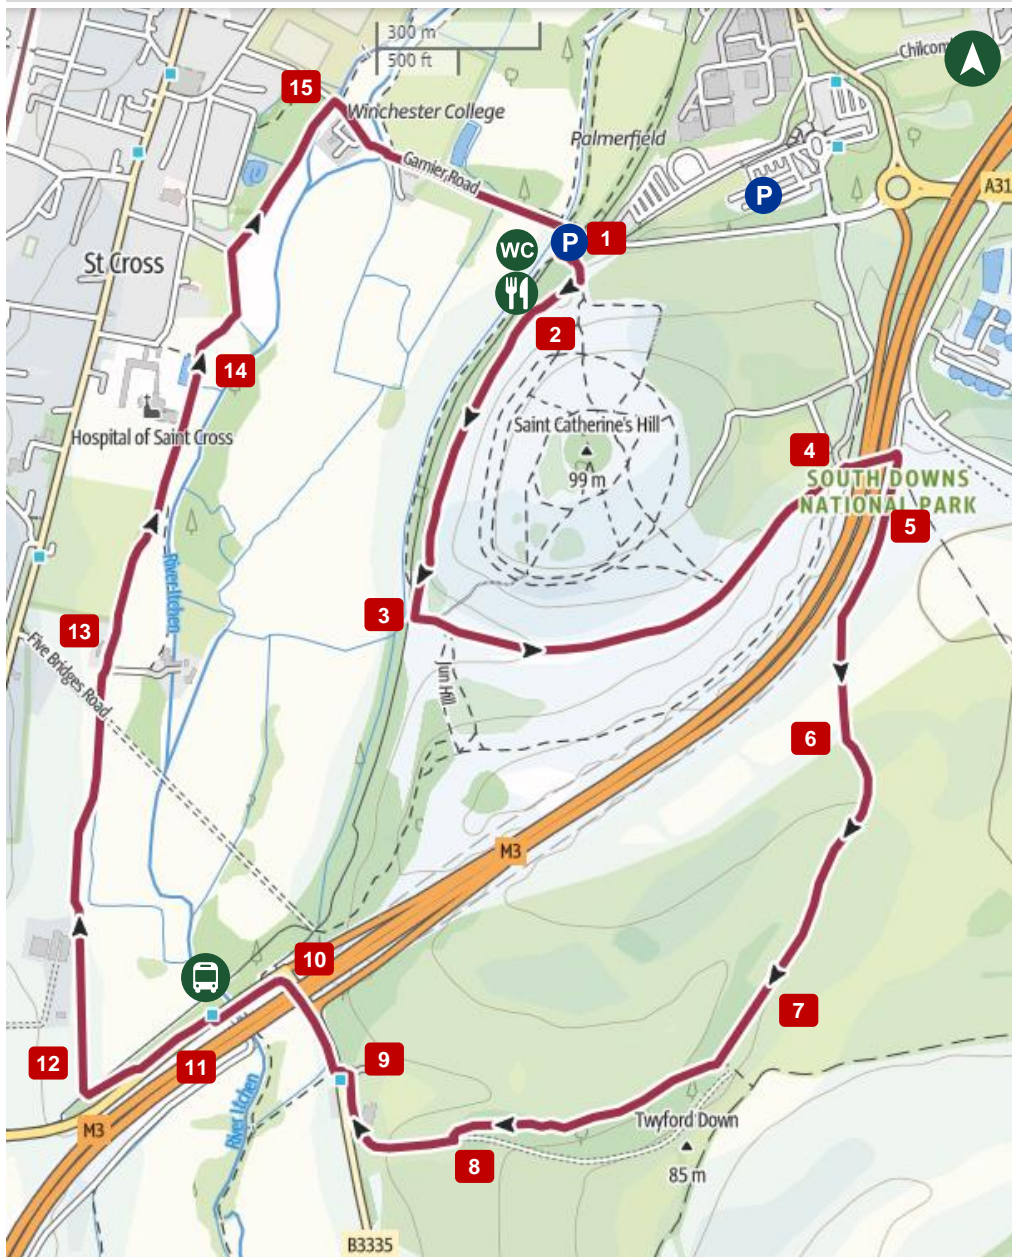 300 m
500 ft
Chilcom
15
Winchester College
Palmerfield
Garnier Road
P
A31
WC
P
1
St Cross
2
14
Hospital of Saint Cross
Saint Catherine's Hill
99 m
4
SOUTH DOWNS
NATIONAL PARK
5
River Itchen
3
13
Five Bridges Road
Jun Hill
6
M3
10
7
12
11
9
M3
River Itchen
Twyford Down
8
85 m
B3335